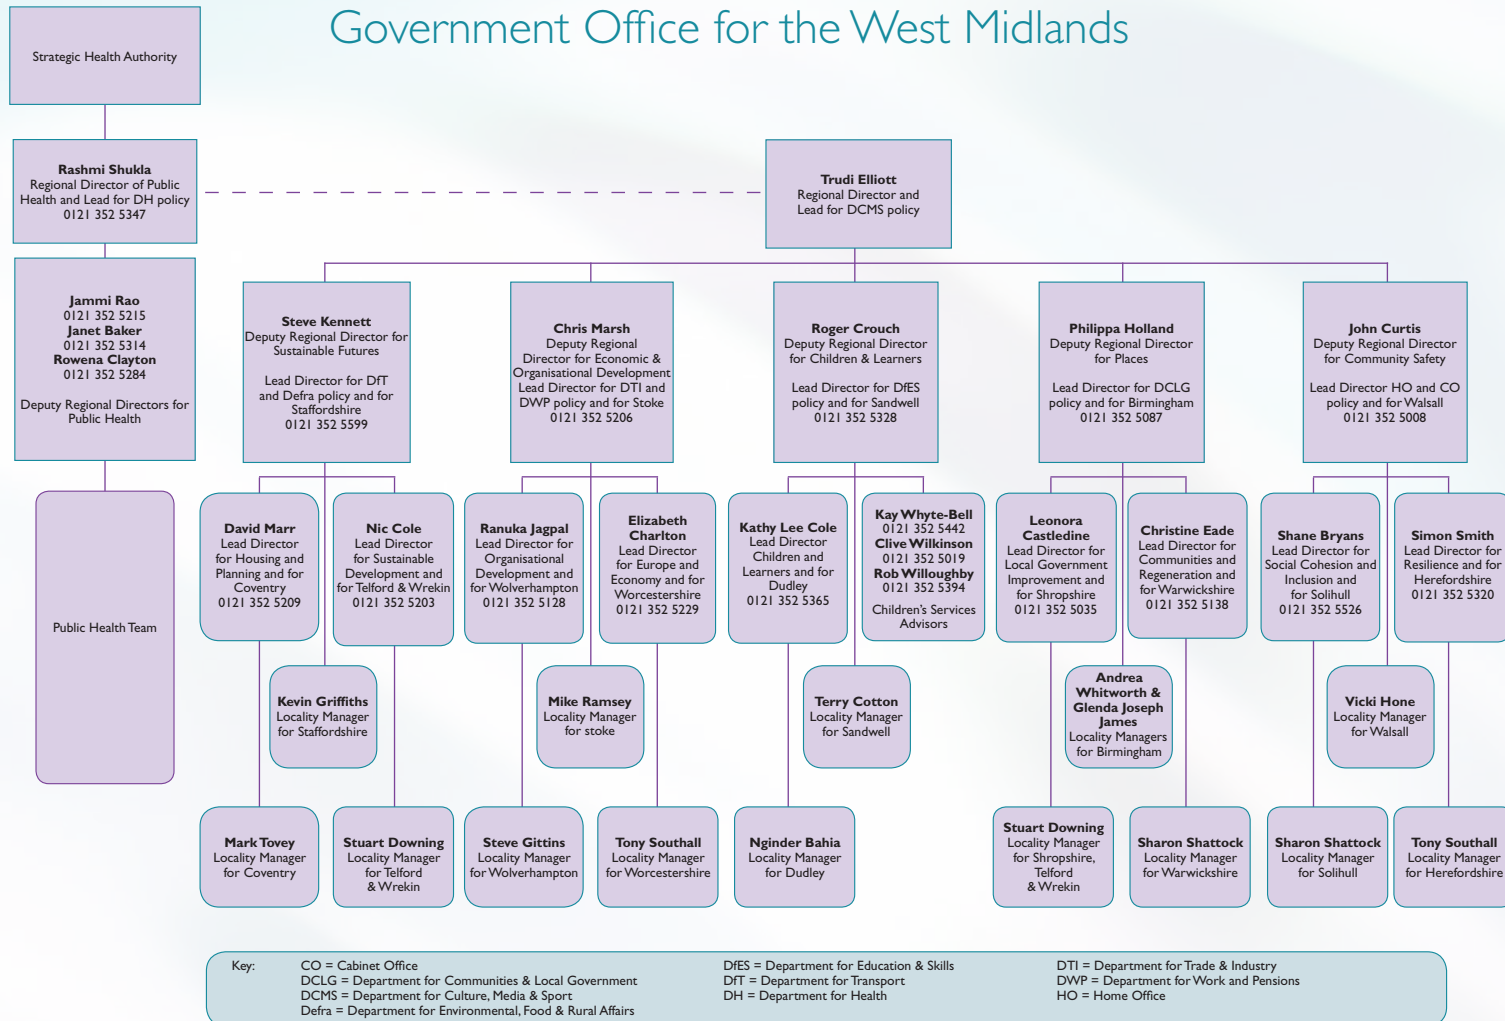 Government Office for the West Midlands
Strategic Health Authority
Rashmi Shukla
Regional Director of Public
Health and Lead for DH policy
0121 352 5347
Trudi Elliott
Regional Director and
Lead for DCMS policy
Jammi Rao
0121 352 5215
Janet Baker
0121 352 5314
Rowena Clayton
0121 352 5284
Deputy Regional Directors for
Public Health
Steve Kennett
Deputy Regional Director for
Sustainable Futures
Lead Director for DfT
and Defra policy and for
Staffordshire
0121 352 5599
Chris Marsh
Deputy Regional
Director for Economic &
Organisational Development
Lead Director for DTI and
DWP policy and for Stoke
0121 352 5206
Roger Crouch
Deputy Regional Director
for Children & Learners
Lead Director for DfES
policy and for Sandwell
0121 352 5328
Philippa Holland
Deputy Regional Director
for Places
Lead Director for DCLG
policy and for Birmingham
0121 352 5087
John Curtis
Deputy Regional Director
for Community Safety
Lead Director HO and CO
policy and for Walsall
0121 352 5008
Public Health Team
David Marr
Lead Director
for Housing and
Planning and for
Coventry
0121 352 5209
Nic Cole
Lead Director
for Sustainable
Development and
for Telford & Wrekin
0121 352 5203
Ranuka Jagpal
Lead Director for
Organisational
Development and
for Wolverhampton
0121 352 5128
Elizabeth
Charlton
Lead Director
for Europe and
Economy and for
Worcestershire
0121 352 5229
Kathy Lee Cole
Lead Director
Children and
Learners and for
Dudley
0121 352 5365
Kay Whyte-Bell
0121 352 5442
Clive Wilkinson
0121 352 5019
Rob Willoughby
0121 352 5394
Children's Services
Advisors
Leonora
Castledine
Lead Director for
Local Government
Improvement and
for Shropshire
0121 352 5035
Christine Eade
Lead Director for
Communities and
Regeneration and
for Warwickshire
0121 352 5138
Shane Bryans
Lead Director for
Social Cohesion and
Inclusion and
for Solihull
0121 352 5526
Simon Smith
Lead Director for
Resilience and for
Herefordshire
0121 352 5320
Kevin Griffiths
Locality Manager
for Staffordshire
Mike Ramsey
Locality Manager
for stoke
Terry Cotton
Locality Manager
for Sandwell
Andrea
Whitworth &
Glenda Joseph
James
Locality Managers
for Birmingham
Vicki Hone
Locality Manager
for Walsall
Mark Tovey
Locality Manager
for Coventry
Stuart Downing
Locality Manager
for Telford
& Wrekin
Steve Gittins
Locality Manager
for Wolverhampton
Tony Southall
Locality Manager
for Worcestershire
Nginder Bahia
Locality Manager
for Dudley
Stuart Downing
Locality Manager
for Shropshire,
Telford
& Wrekin
Sharon Shattock
Locality Manager
for Warwickshire
Sharon Shattock
Locality Manager
for Solihull
Tony Southall
Locality Manager
for Herefordshire
Key:
CO = Cabinet Office
DCLG = Department for Communities & Local Government
DCMS = Department for Culture, Media & Sport
Defra = Department for Environmental, Food & Rural Affairs
DfES = Department for Education & Skills
DfT = Department for Transport
DH = Department for Health
DTI = Department for Trade & Industry
DWP = Department for Work and Pensions
HO = Home Office